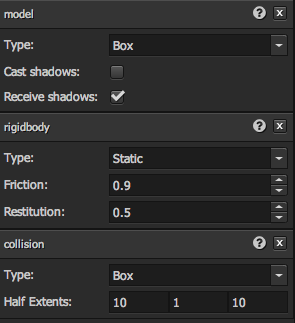 model ? x
Type: Box
Cast shadows:
Receive shadows:
rigidbody ? x
Type: Static
Friction: 0.9
Restitution: 0.5
collision ? x
Type: Box
Half Extents: 10 1 10